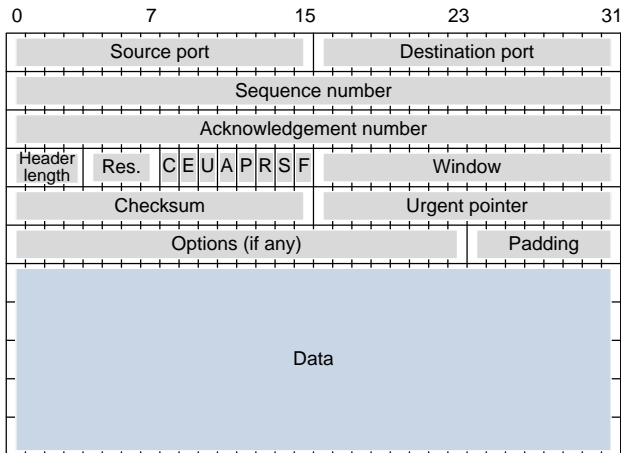 0 7 15 23 31
Source port Destination port
Sequence number
Acknowledgement number
Header
length Res. C E U A P R S F Window
Checksum Urgent pointer
Options (if any) Padding
Data